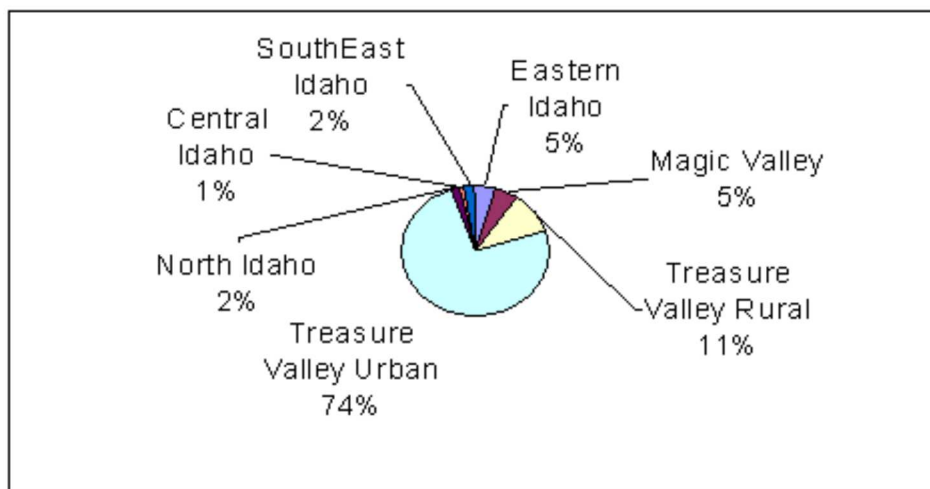 SouthEast
Idaho
2%
Eastern
Idaho
5%
Central
Idaho
1%
Magic Valley
5%
North Idaho
2%
Treasure
Valley Rural
11%
Treasure
Valley Urban
74%